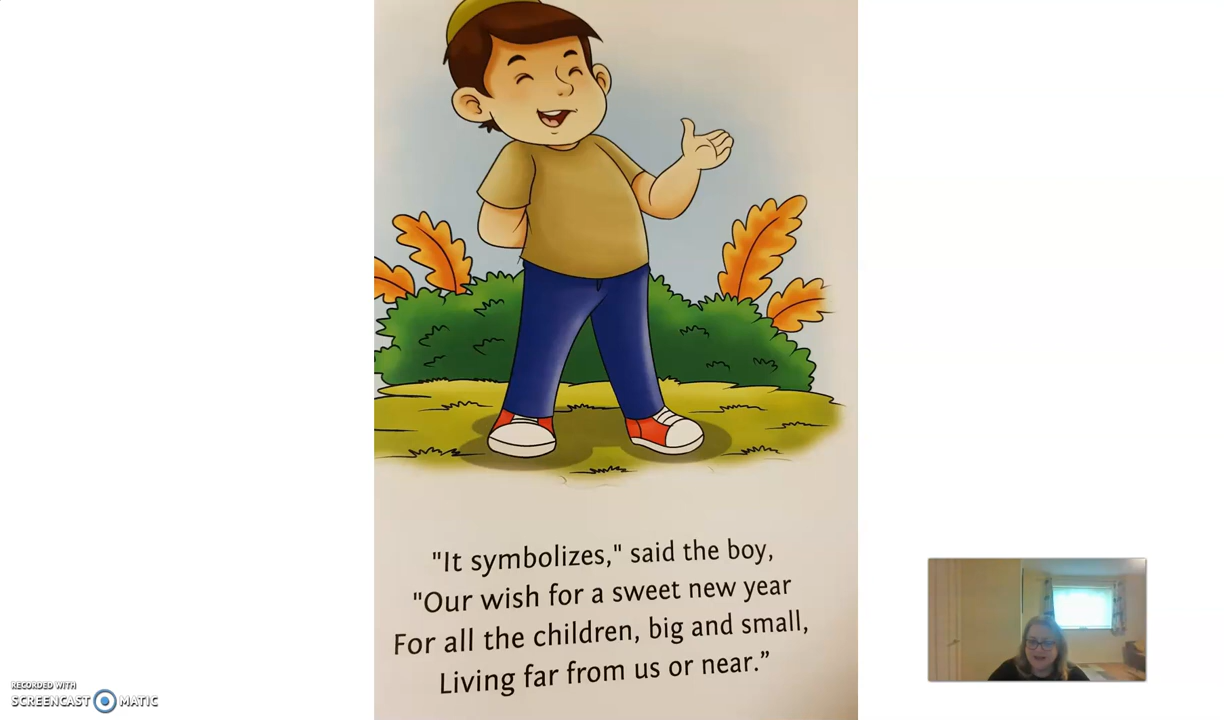 "It symbolizes," said the boy,
"Our wish for a sweet new year
For all the children, big and small,
Living far from us or near.”
RECORDED WITH
SCREENCAST MATIC